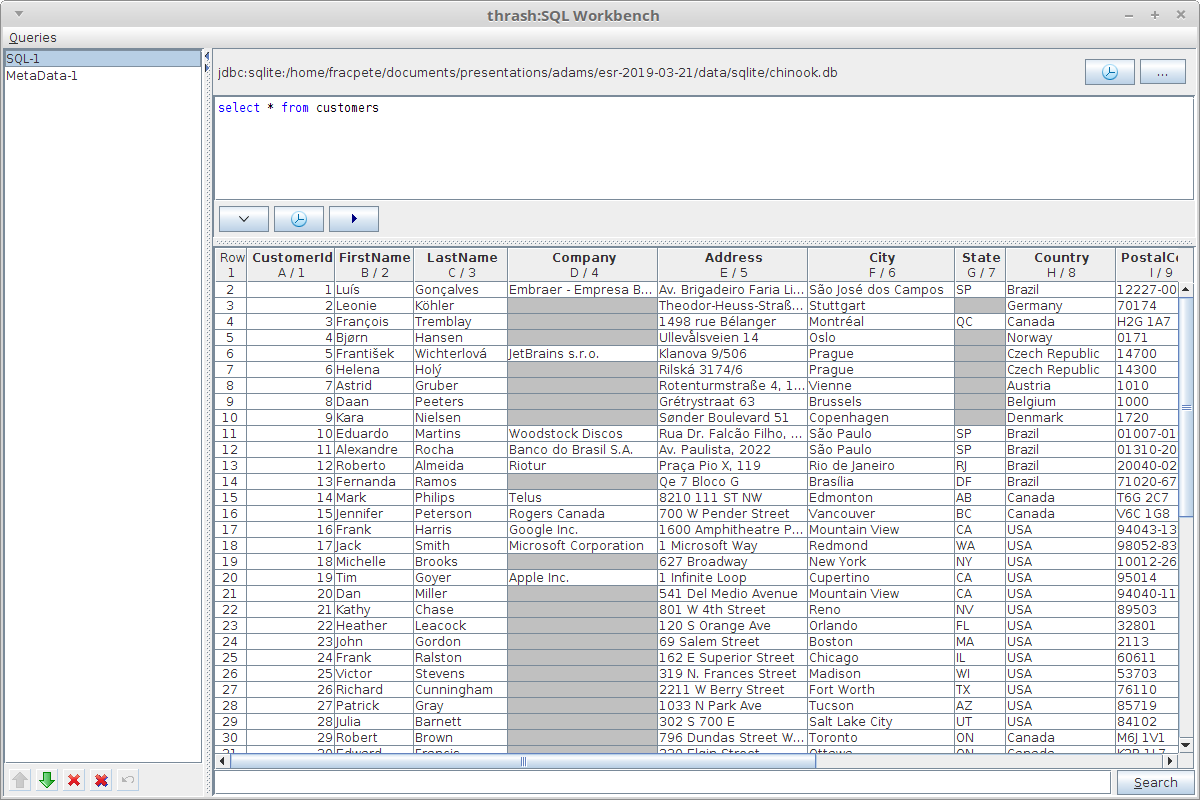 thrash:SQL Workbench
Queries
SQL-1
MetaData-1
jdbc:sqlite:/home/fracpete/documents/presentations/adams/esr-2019-03-21/data/sqlite/chinook.db
...
select * from customers
Row CustomerId FirstName LastName Company Address City State Country PostalCo
1 A / 1 B / 2 C / 3 D / 4 E / 5 F / 6 G / 7 H / 8 I / 9
2 1 Luís Gonçalves Embraer - Empresa B... Av. Brigadeiro Faria Li... São José dos Campos SP Brazil 12227-00
3 2 Leonie Köhler Theodor-Heuss-Straß... Stuttgart Germany 70174
4 3 François Tremblay 1498 rue Bélanger Montréal QC Canada H2G 1A7
5 4 Bjørn Hansen Ullevålsveien 14 Oslo Norway 0171
6 5 František Wichterlová JetBrains s.r.o. Klanova 9/506 Prague Czech Republic 14700
7 6 Helena Holý Rilská 3174/6 Prague Czech Republic 14300
8 7 Astrid Gruber Rotenturmstraße 4, 1... Vienne Austria 1010
9 8 Daan Peeters Grétrystraat 63 Brussels Belgium 1000
10 9 Kara Nielsen Sønder Boulevard 51 Copenhagen Denmark 1720
11 10 Eduardo Martins Woodstock Discos Rua Dr. Falcão Filho, ... São Paulo SP Brazil 01007-01
12 11 Alexandre Rocha Banco do Brasil S.A. Av. Paulista, 2022 São Paulo SP Brazil 01310-20
13 12 Roberto Almeida Riotur Praça Pio X, 119 Rio de Janeiro RJ Brazil 20040-02
14 13 Fernanda Ramos Qe 7 Bloco G Brasília DF Brazil 71020-67
15 14 Mark Philips Telus 8210 111 ST NW Edmonton AB Canada T6G 2C7
16 15 Jennifer Peterson Rogers Canada 700 W Pender Street Vancouver BC Canada V6C 1G8
17 16 Frank Harris Google Inc. 1600 Amphitheatre P... Mountain View CA USA 94043-13
18 17 Jack Smith Microsoft Corporation 1 Microsoft Way Redmond WA USA 98052-83
19 18 Michelle Brooks 627 Broadway New York NY USA 10012-26
20 19 Tim Goyer Apple Inc. 1 Infinite Loop Cupertino CA USA 95014
21 20 Dan Miller 541 Del Medio Avenue Mountain View CA USA 94040-11
22 21 Kathy Chase 801 W 4th Street Reno NV USA 89503
23 22 Heather Leacock 120 S Orange Ave Orlando FL USA 32801
24 23 John Gordon 69 Salem Street Boston MA USA 2113
25 24 Frank Ralston 162 E Superior Street Chicago IL USA 60611
26 25 Victor Stevens 319 N. Frances Street Madison WI USA 53703
27 26 Richard Cunningham 2211 W Berry Street Fort Worth TX USA 76110
28 27 Patrick Gray 1033 N Park Ave Tucson AZ USA 85719
29 28 Julia Barnett 302 S 700 E Salt Lake City UT USA 84102
30 29 Robert Brown 796 Dundas Street W... Toronto ON Canada M6J 1V1
Search